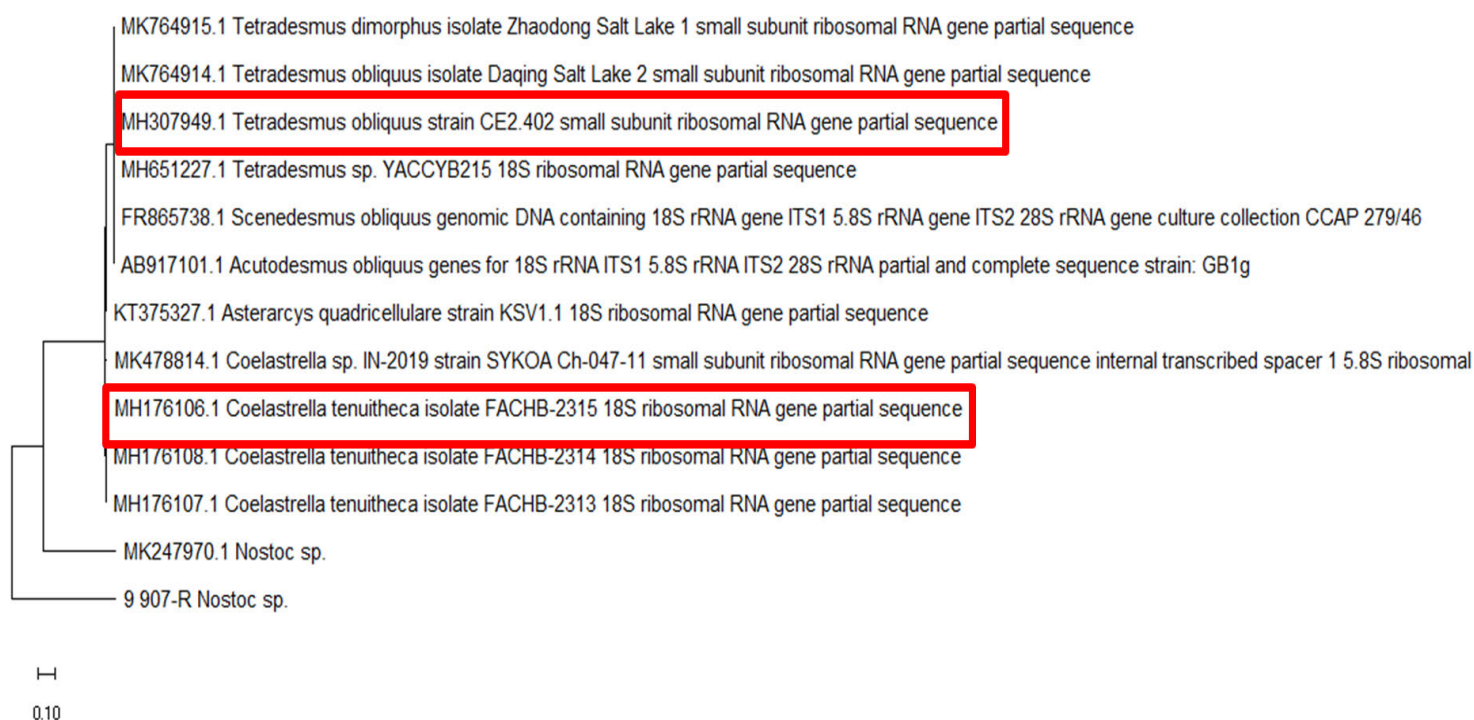 MK764915.1 Tetradesmus dimorphus isolate Zhaodong Salt Lake 1 small subunit ribosomal RNA gene partial sequence
MK764914.1 Tetradesmus obliquus isolate Daqing Salt Lake 2 small subunit ribosomal RNA gene partial sequence
MH307949.1 Tetradesmus obliquus strain CE2.402 small subunit ribosomal RNA gene partial sequence
MH651227.1 Tetradesmus sp. YACCYB215 18S ribosomal RNA gene partial sequence
FR865738.1 Scenedesmus obliquus genomic DNA containing 18S rRNA gene ITS1 5.8S rRNA gene ITS2 28S rRNA gene culture collection CCAP 279/46
AB917101.1 Acutodesmus obliquus genes for 18S rRNA ITS1 5.8S rRNA ITS2 28S rRNA partial and complete sequence strain: GB1g
KT375327.1 Asterarcys quadricellulare strain KSV1.1 18S ribosomal RNA gene partial sequence
MK478814.1 Coelastrella sp. IN-2019 strain SYKOA Ch-047-11 small subunit ribosomal RNA gene partial sequence internal transcribed spacer 1 5.8S ribosomal
MH176106.1 Coelastrella tenuitheca isolate FACHB-2315 18S ribosomal RNA gene partial sequence
MH176108.1 Coelastrella tenuitheca isolate FACHB-2314 18S ribosomal RNA gene partial sequence
MH176107.1 Coelastrella tenuitheca isolate FACHB-2313 18S ribosomal RNA gene partial sequence
MK247970.1 Nostoc sp.
9 907-R Nostoc sp.
0.10